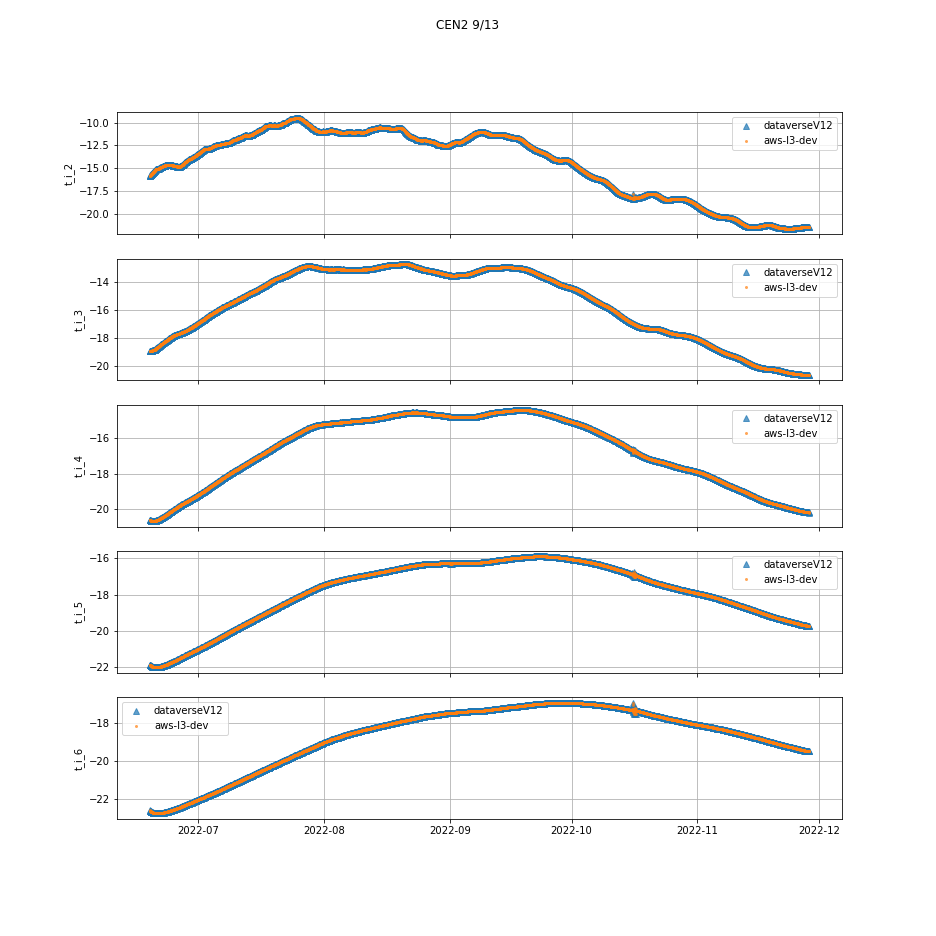 CEN2 9/13
t_i_2
−10.0
−12.5
−15.0
−17.5
−20.0
dataverseV12
aws-l3-dev
t_i_3
−14
−16
−18
−20
dataverseV12
aws-l3-dev
t_i_4
−16
−18
−20
dataverseV12
aws-l3-dev
t_i_5
−16
−18
−20
−22
dataverseV12
aws-l3-dev
t_i_6
−18
−20
−22
dataverseV12
aws-l3-dev
2022-07 2022-08 2022-09 2022-10 2022-11 2022-12